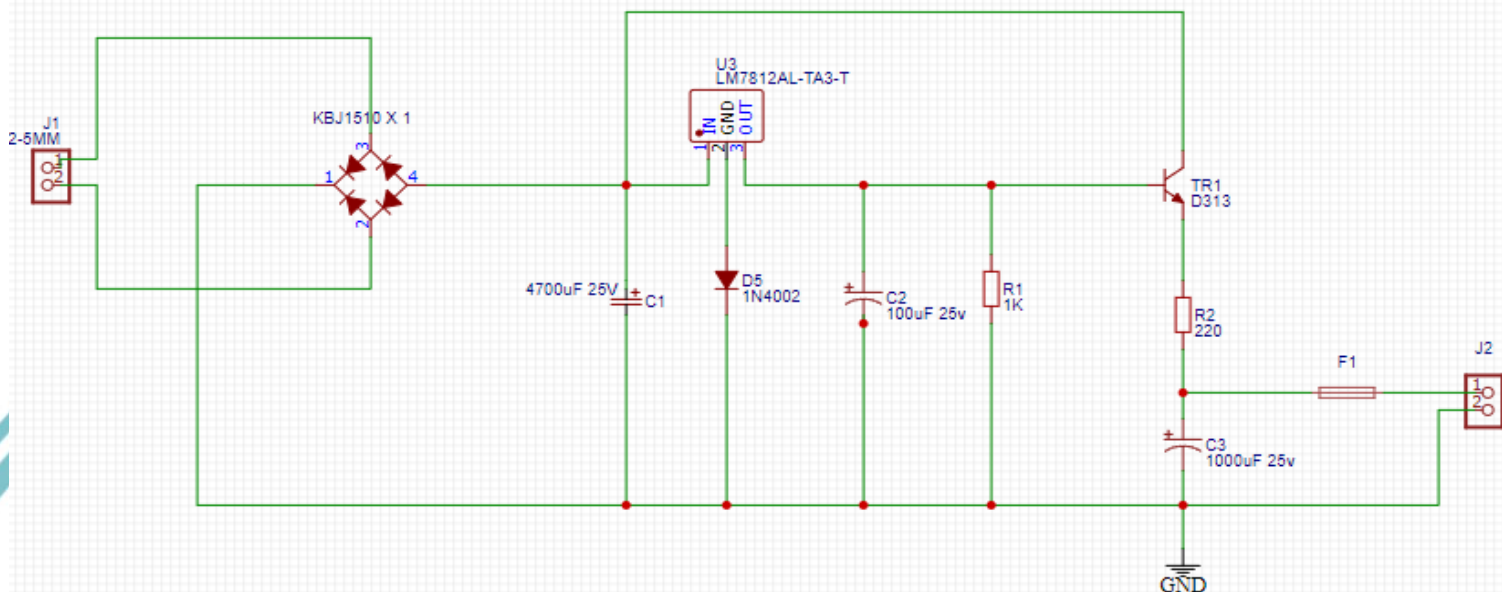 J1
2-5MM
1
2
KBJ1510 X 1
3
1
4
2
U3
LM7812AL-TA3-T
IN
GND
OUT
1
2
3
4700uF 25V
+
C1
D5
1N4002
+
C2
100uF 25v
R1
1K
TR1
D313
R2
220
F1
J2
1
2
+
C3
1000uF 25v
GND